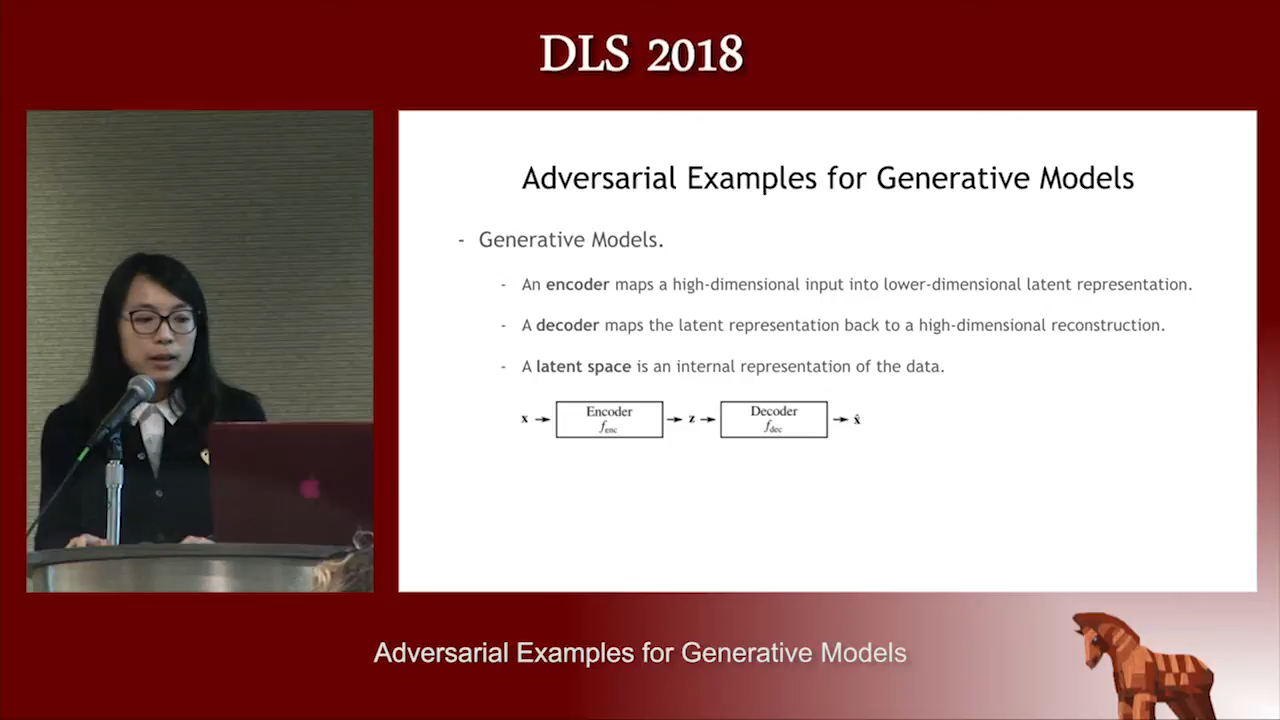 DLS 2018
Adversarial Examples for Generative Models
- Generative Models.
- An encoder maps a high-dimensional input into lower-dimensional latent representation.
- A decoder maps the latent representation back to a high-dimensional reconstruction.
- A latent space is an internal representation of the data.
x → Encoder → z → Decoder → x̂
f_enc f_dec
Adversarial Examples for Generative Models